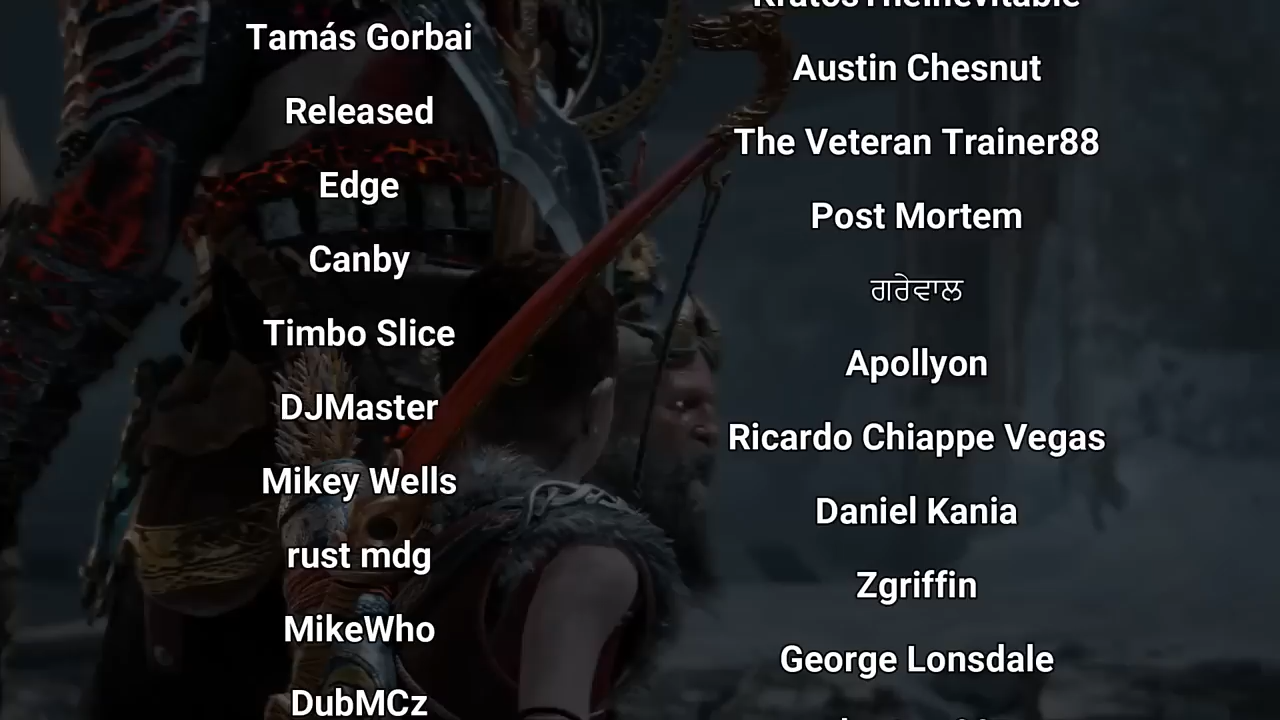 Tamás Gorbai
Released
Edge
Canby
Timbo Slice
DJMaster
Mikey Wells
rust mdg
MikeWho
DubMCz
KratosTheInevitable
Austin Chesnut
The Veteran Trainer88
Post Mortem
ਗਰੇਵਾਲ
Apollyon
Ricardo Chiappe Vegas
Daniel Kania
Zgriffin
George Lonsdale